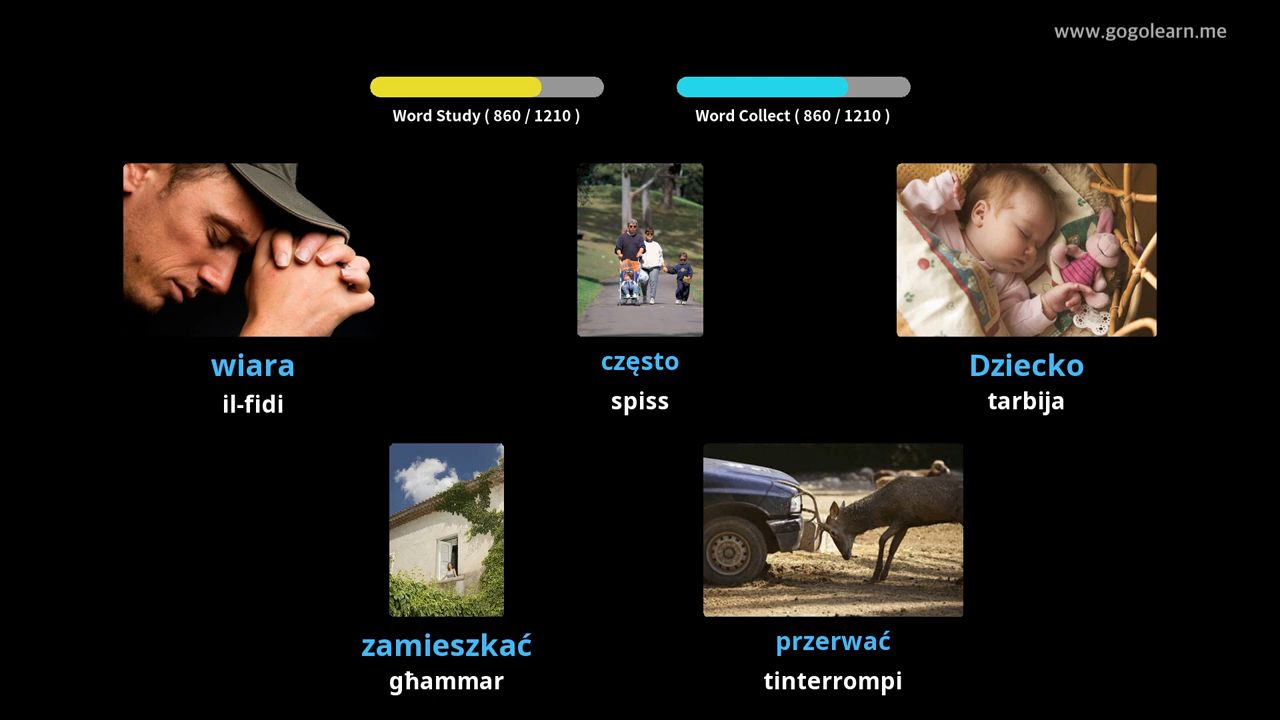 www.gogolearn.me
Word Study ( 860 / 1210 )
Word Collect ( 860 / 1210 )
wiara
il-fidi
często
spiss
Dziecko
tarbija
zamieszkać
għammar
przerwać
tinterrompi